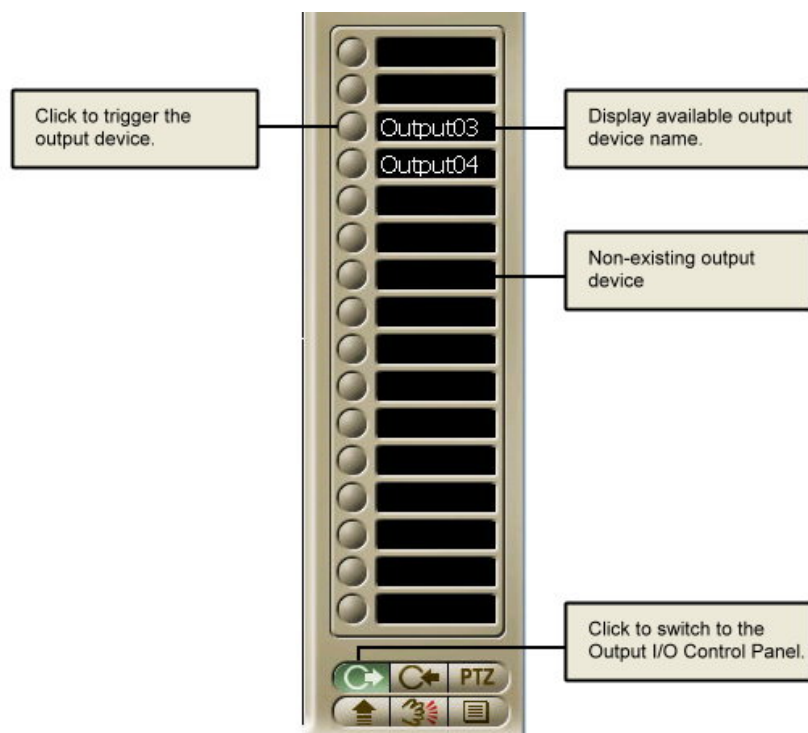 Click to trigger the
output device.
Output03
Display available output
device name.
Output04
Non-existing output
device
Click to switch to the
Output I/O Control Panel.
PTZ